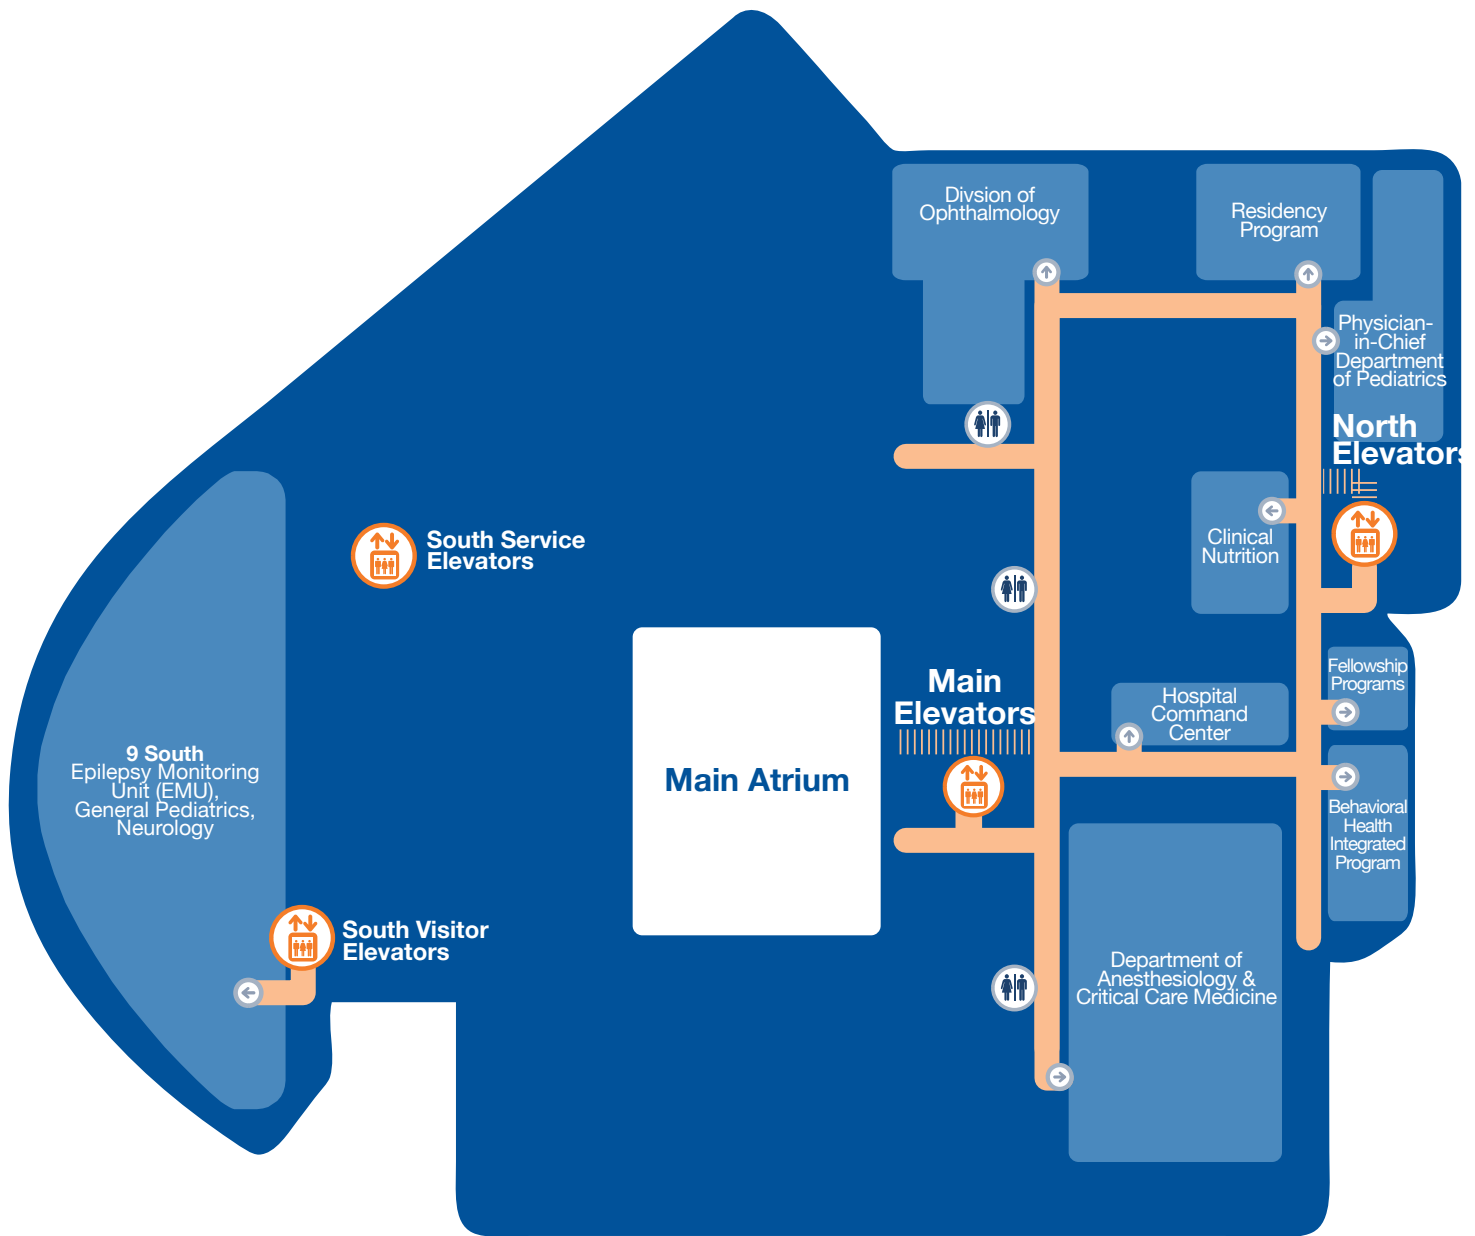 Divsion of
Ophthalmology
Residency
Program
Physician-
in-Chief
Department
of Pediatrics
North
Elevators
Clinical
Nutrition
South Service
Elevators
Fellowship
Programs
Main
Elevators
Hospital
Command
Center
Main Atrium
9 South
Epilepsy Monitoring
Unit (EMU),
General Pediatrics,
Neurology
Behavioral
Health
Integrated
Program
South Visitor
Elevators
Department of
Anesthesiology &
Critical Care Medicine